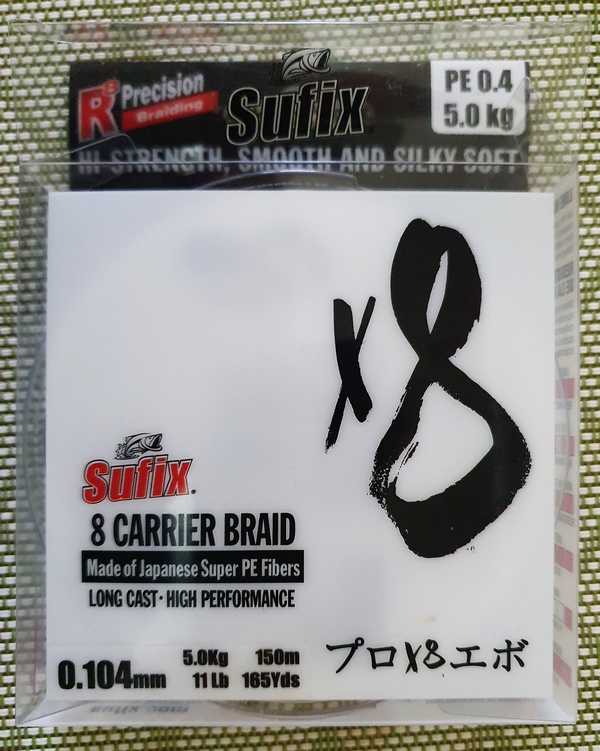 R8 Precision Braiding
Sufix
PE 0.4
5.0 kg
HI-STRENGTH, SMOOTH AND SILKY SOFT
x8
Sufix
8 CARRIER BRAID
Made of Japanese Super PE Fibers
LONG CAST・HIGH PERFORMANCE
0.104mm
5.0Kg 150m
11 Lb 165Yds
プロX8エボ